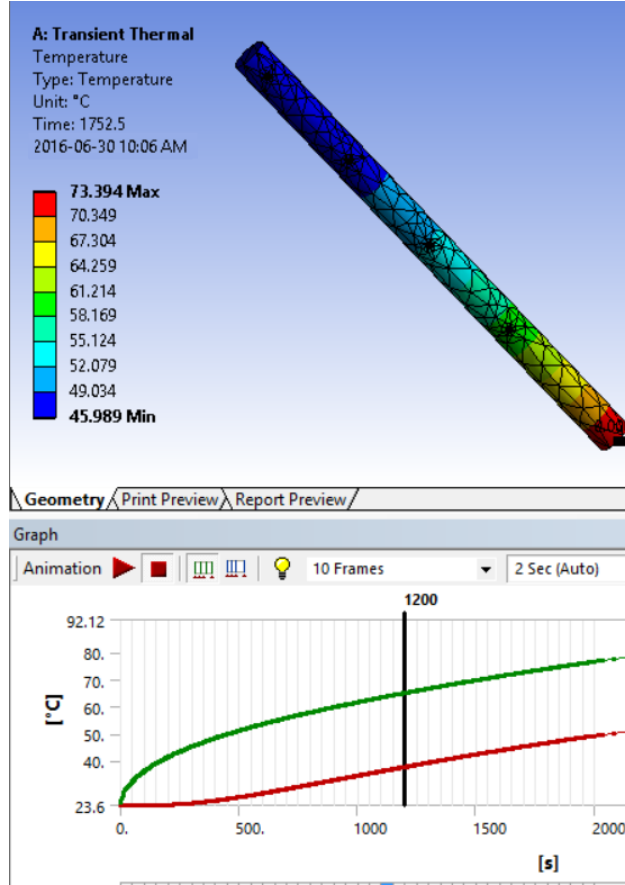 A: Transient Thermal
Temperature
Type: Temperature
Unit: °C
Time: 1752.5
2016-06-30 10:06 AM
73.394 Max
70.349
67.304
64.259
61.214
58.169
55.124
52.079
49.034
45.989 Min
Geometry Print Preview Report Preview
Graph
Animation 10 Frames 2 Sec (Auto)
1200
92.12
80.
70.
60.
50.
40.
23.6
[°C]
0. 500. 1000 1500 2000
[s]